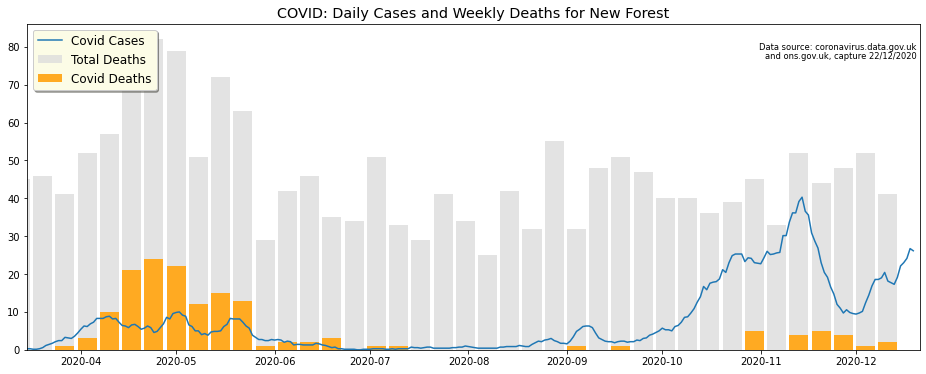 COVID: Daily Cases and Weekly Deaths for New Forest
Covid Cases
Total Deaths
Covid Deaths
Data source: coronavirus.data.gov.uk
and ons.gov.uk, capture 22/12/2020
80
70
60
50
40
30
20
10
0
2020-04 2020-05 2020-06 2020-07 2020-08 2020-09 2020-10 2020-11 2020-12